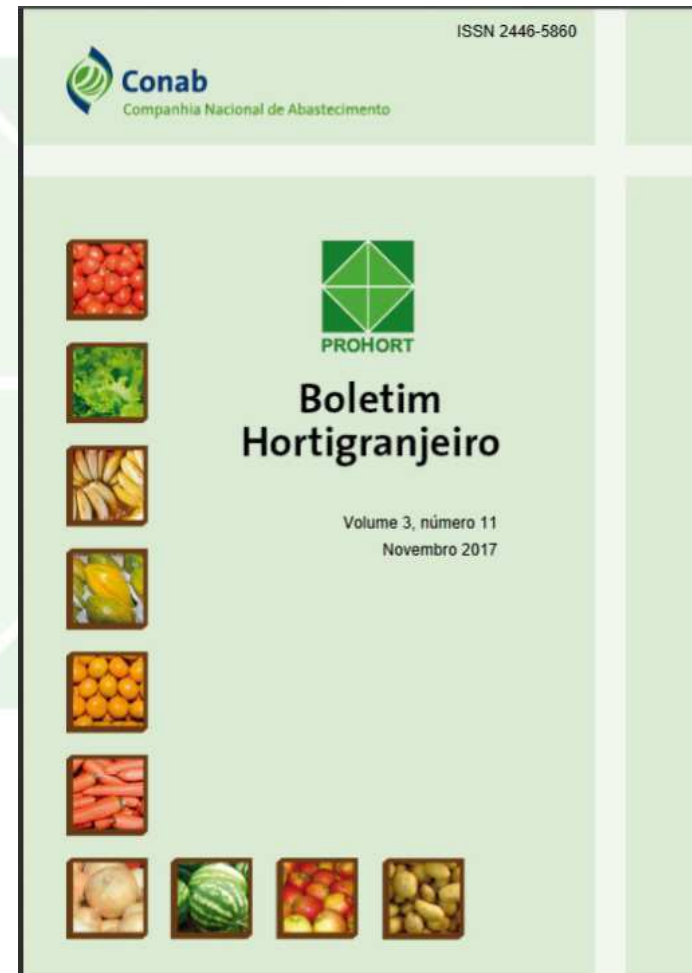 ISSN 2446-5860
Conab
Companhia Nacional de Abastecimento
PROHORT
Boletim
Hortigranjeiro
Volume 3, número 11
Novembro 2017